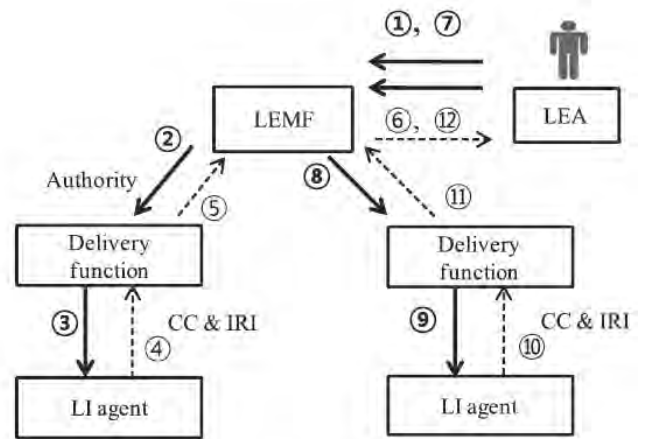 ①, ⑦
LEMF
⑥, ⑫
LEA
②
Authority
⑤
⑧
⑪
Delivery
function
Delivery
function
③
④
CC & IRI
⑨
⑩
CC & IRI
LI agent
LI agent